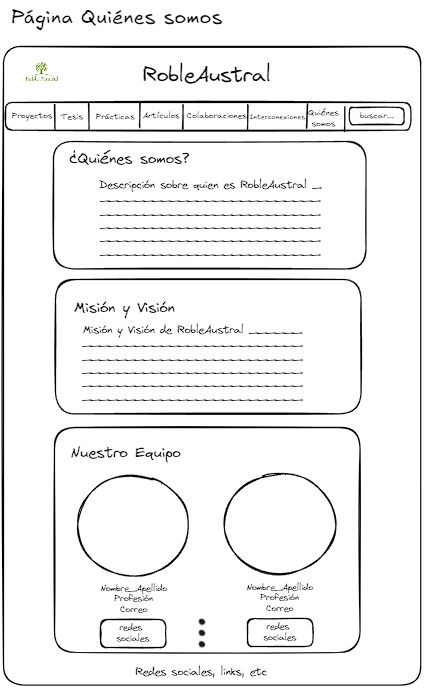 Página Quiénes somos
RobleAustral
RobleAustral
Proyectos Tesis Prácticas Artículos Colaboraciones Interconexiones Quiénes somos buscar...
¿Quiénes somos?
Descripción sobre quien es RobleAustral __
Misión y Visión
Misión y Visión de RobleAustral ________
Nuestro Equipo
Nombre_Apellido Nombre_Apellido
Profesión Profesión
Correo Correo
redes redes
sociales sociales
Redes sociales, links, etc